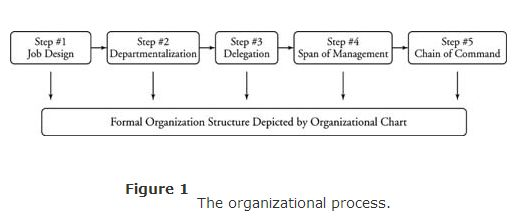 Step #1
Job Design
Step #2
Departmentalization
Step #3
Delegation
Step #4
Span of Management
Step #5
Chain of Command
Formal Organization Structure Depicted by Organizational Chart
Figure 1
The organizational process.